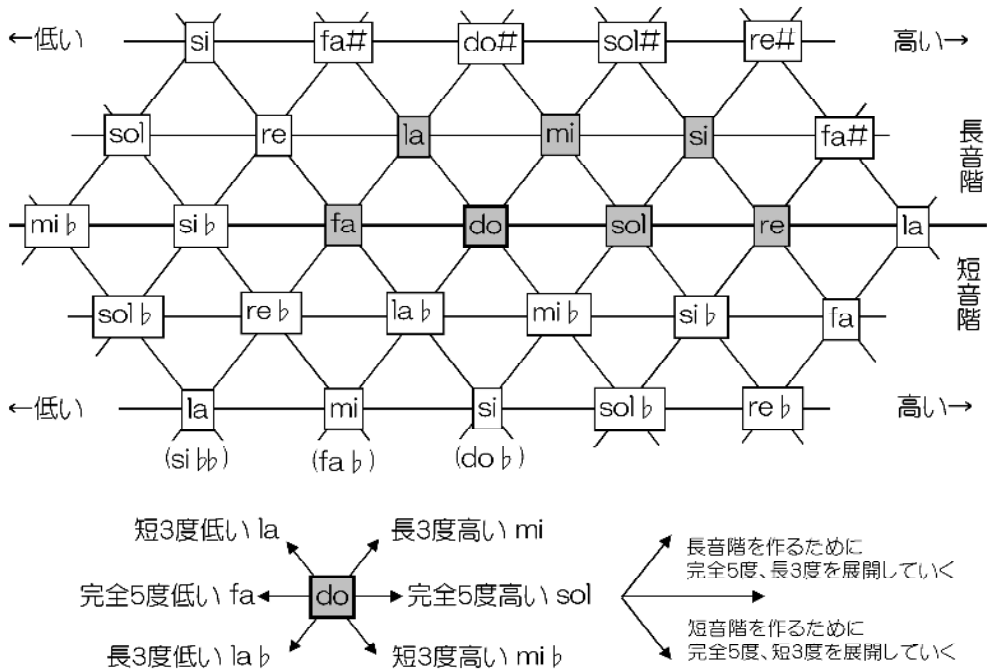 ←低い si fa# do# sol# re# 高い→
sol re la mi si fa#
長音階
mi♭ si♭ fa do sol re la
短音階
sol♭ re♭ la♭ mi♭ si♭ fa
←低い la mi si sol♭ re♭ 高い→
(si♭♭) (fa♭) (do♭)
短3度低い la 長3度高い mi
完全5度低い fa do 完全5度高い sol
長3度低い la♭ 短3度高い mi♭
長音階を作るために
完全5度、長3度を展開していく
短音階を作るために
完全5度、短3度を展開していく